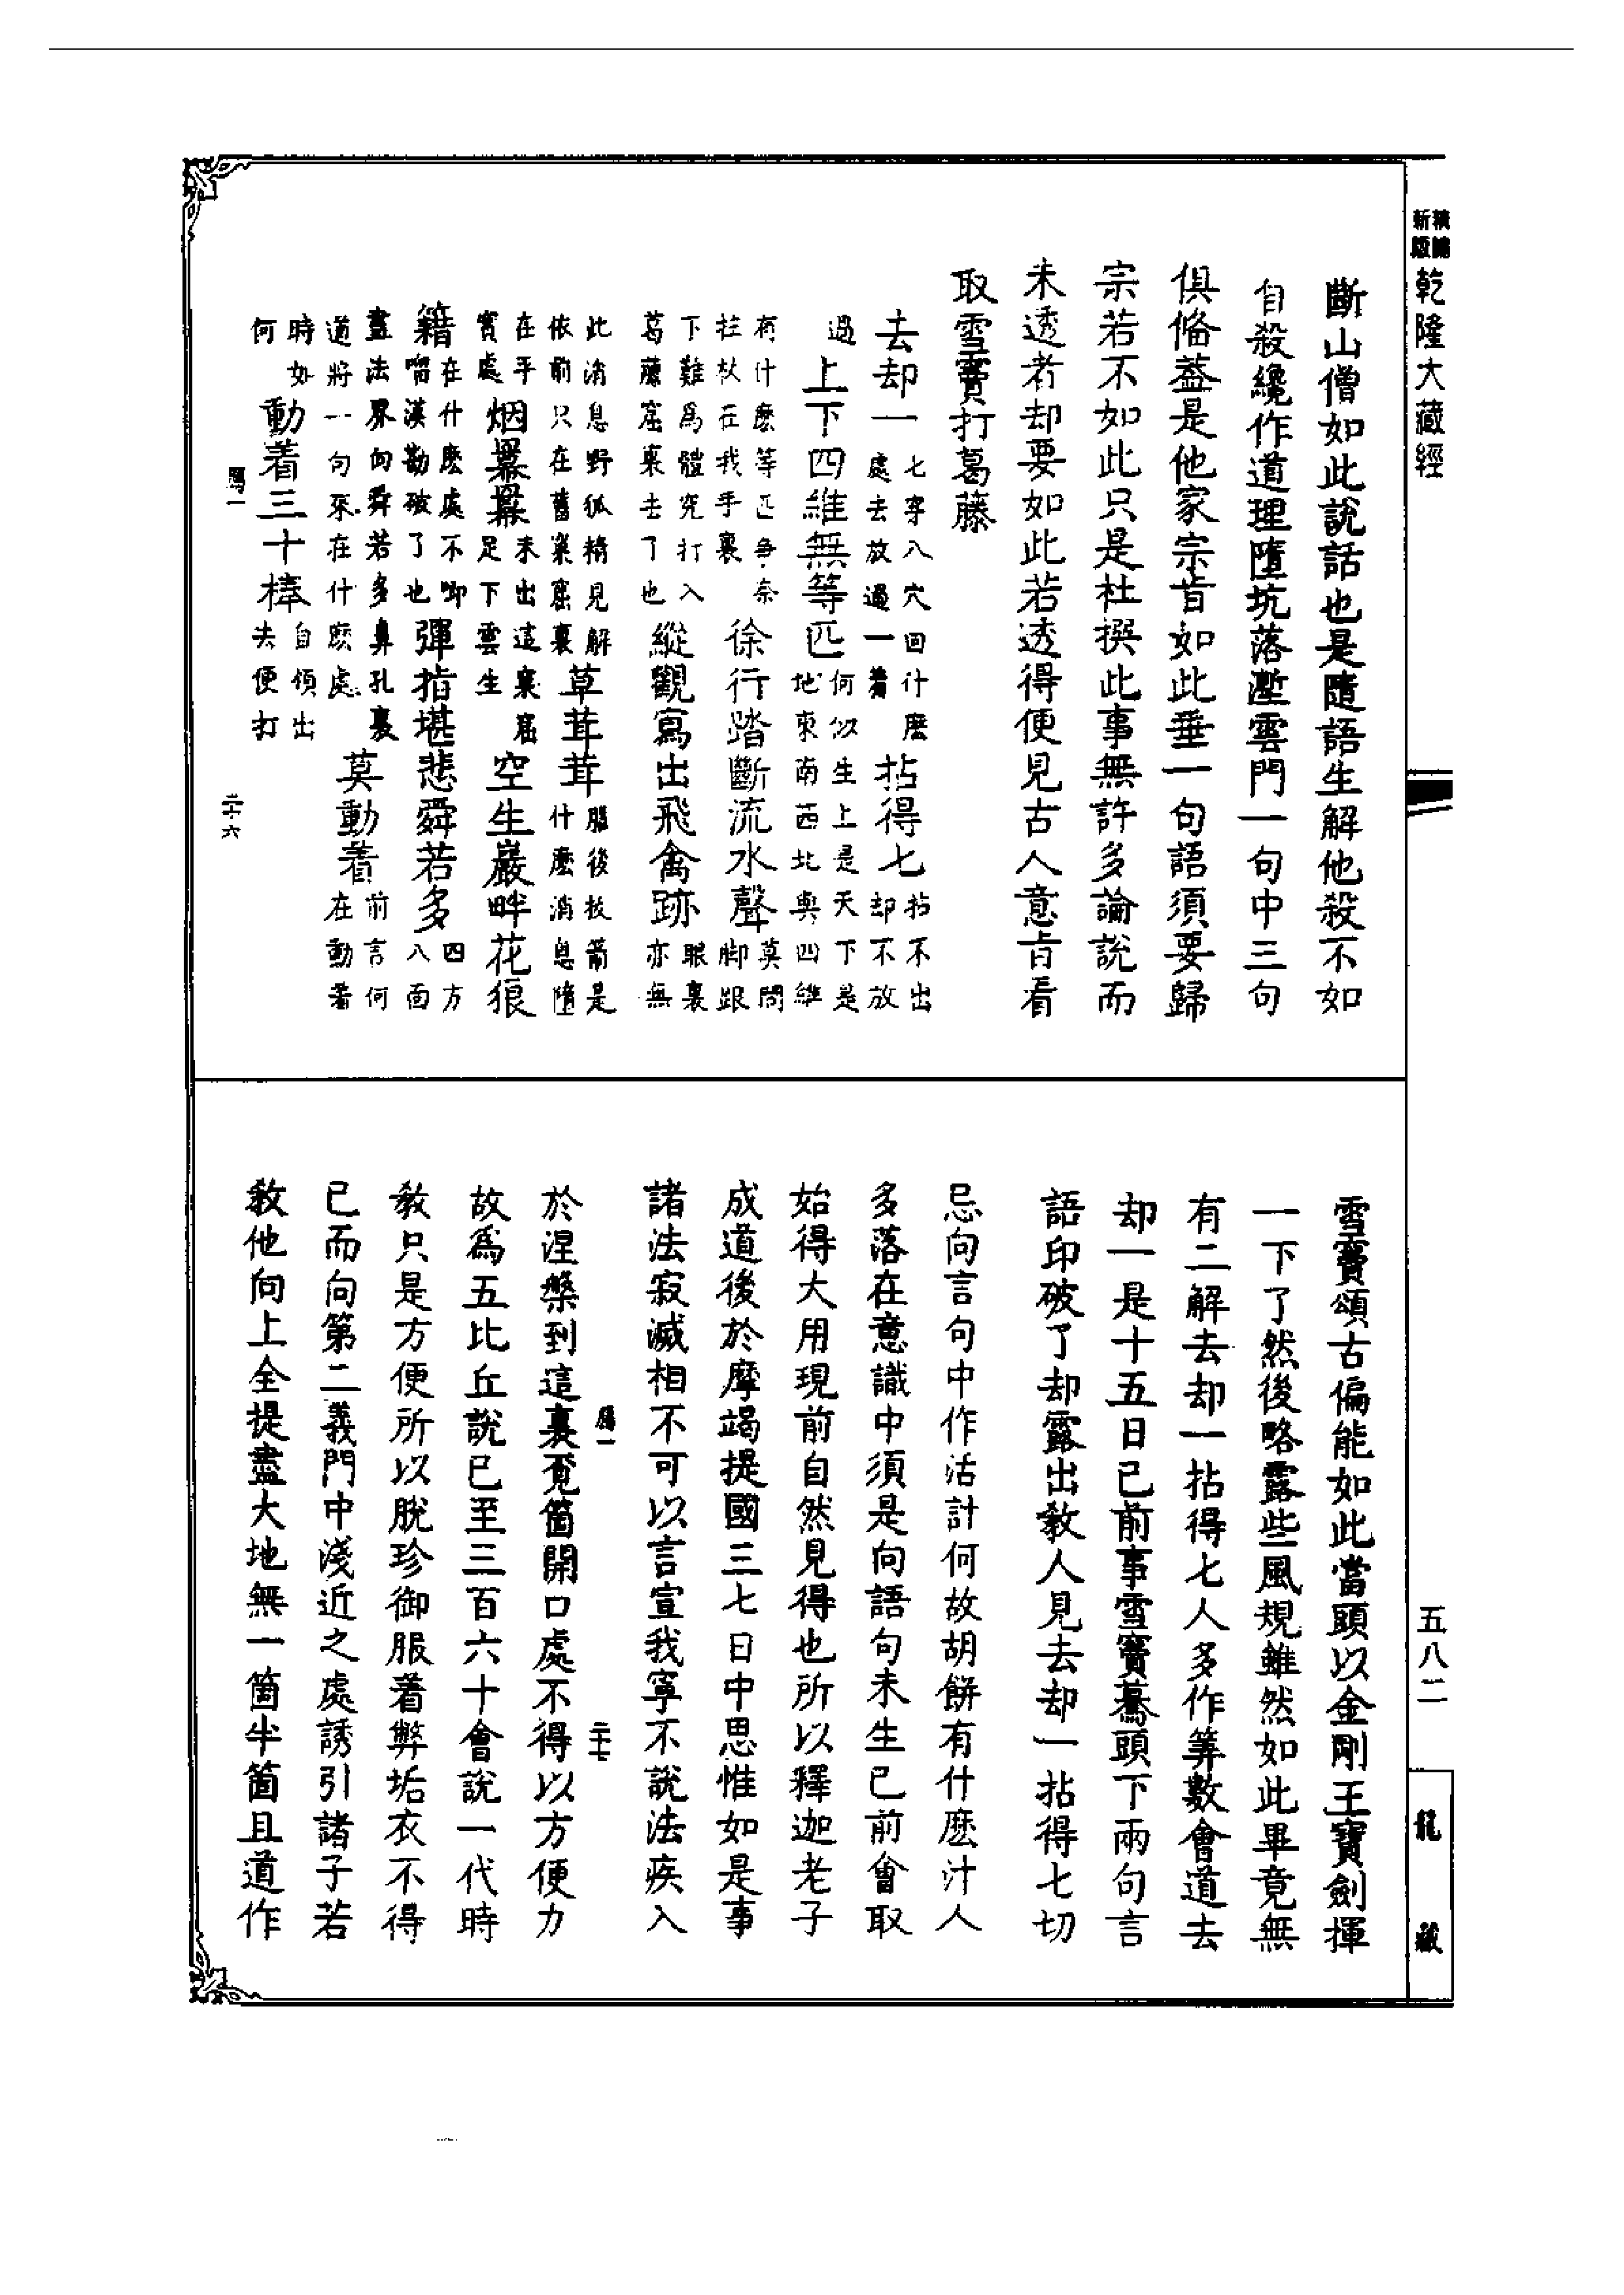 精縮
新版
乾隆大藏經
五八二
龍藏
斷山僧如此說話也是隨語生解他殺不如
自殺纔作道理墮坑落壍雲門一句中三句
俱俻葢是他家宗旨如此垂一句語須要歸
宗若不如此只是杜撰此事無許多論說而
未透者却要如此若透得便見古人意旨看
取雪竇打葛藤
去却一七穿八穴回什麽處去放過一着拈得七拈不出却不放
過上下四維無等匹何似生上是天下是地東南西北與四維
有什麽等匹爭奈拄杖在我手裏徐行踏斷流水聲莫問脚跟
下難爲體究打入葛藤窟裏去了也縱觀寫出飛禽跡眼裏亦無
此消息野狐精見解依前只在舊窠窟裏草茸茸腦後拔箭是什麽消息墮
在平實處烟羃羃未出這裏窟足下雲生空生巖畔花狼
籍在什麽處不唧㗰漢勘破了也彈指堪悲舜若多四方八面
盡法界向舜若多鼻孔裏道將一句來在什麽處莫動着前言何在動着
時如何動着三十棒自領出去便打
鴈一
二十六
雪竇頌古偏能如此當頭以金剛王寶劍揮
一下了然後略露些風規雖然如此畢竟無
有二解去却一拈得七人多作筭數會道去
却一是十五日已前事雪竇驀頭下兩句言
語印破了却露出教人見去却一拈得七切
忌向言句中作活計何故胡餅有什麽汁人
多落在意識中須是向語句未生已前會取
始得大用現前自然見得也所以釋迦老子
成道後於摩竭提國三七日中思惟如是事
諸法寂滅相不可以言宣我寧不說法疾入
鴈一
二十七
於涅槃到這裏覔箇開口處不得以方便力
故爲五比丘說已至三百六十會說一代時
教只是方便所以脫珍御服着弊垢衣不得
已而向第二義門中淺近之處誘引諸子若
教他向上全提盡大地無一箇半箇且道作